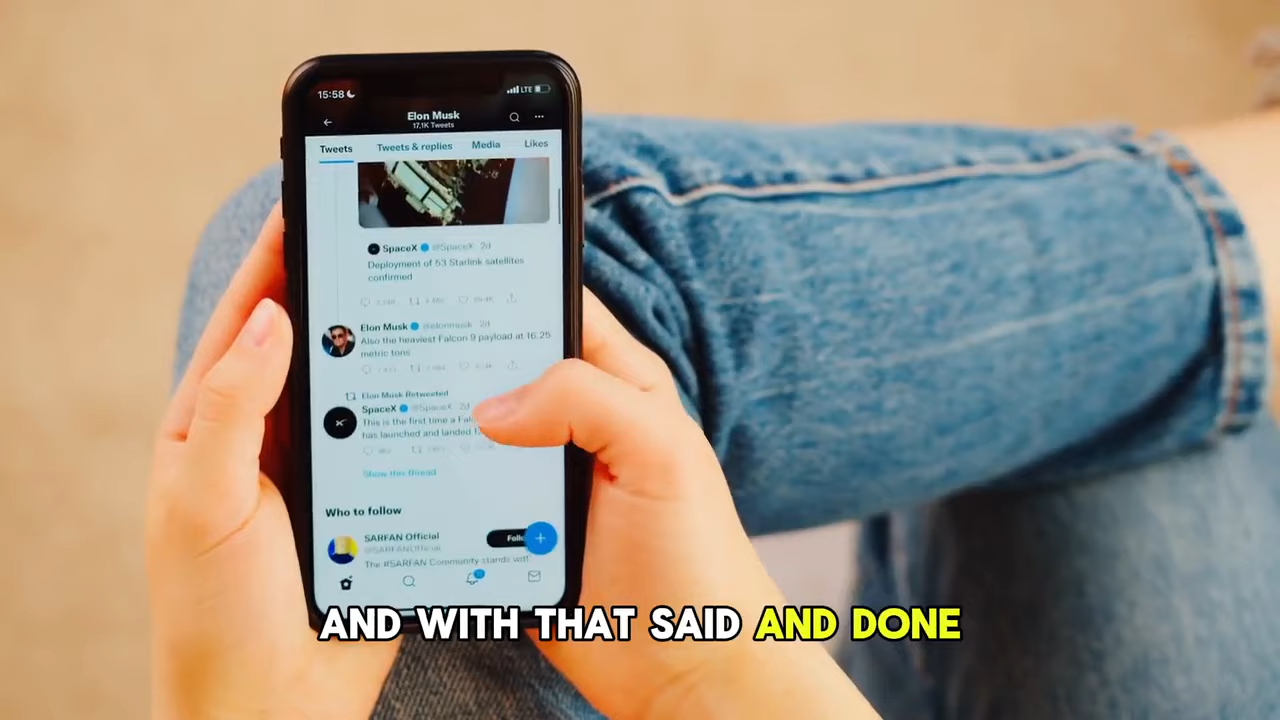 15:58
LTE
Elon Musk
17,1K Tweets
Tweets Tweets & replies Media Likes
SpaceX @SpaceX · 2d
Deployment of 53 Starlink satellites
confirmed
Elon Musk @elonmusk · 2d
Also the heaviest Falcon 9 payload at 16.25
metric tons
Elon Musk Retweeted
SpaceX @SpaceX · 2d
This is the first time a
has launched and landed
Show this thread
Who to follow
SARFAN Official
@SARFANOfficial
The #SARFAN Community stands with
AND WITH THAT SAID AND DONE